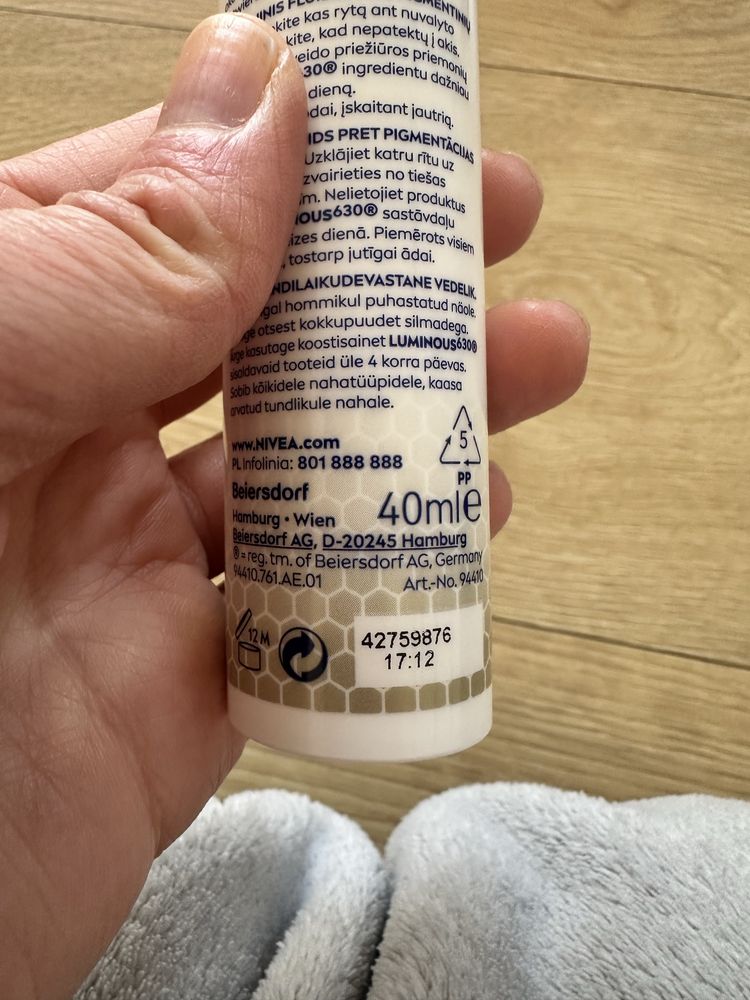 INIS FLU
kite kas rytą ant nuvalyto
kite, kad nepatektų į akis.
veido priežiūros priemonių
30® ingredientu dažniau
dieną.
odai, įskaitant jautrią.
IDS PRET PIGMENTĀCIJAS
Uzklājiet katru rītu uz
zvairieties no tiešas
m. Nelietojiet produktus
NOUS630® sastāvdaļu
izes dienā. Piemērots visiem
, tostarp jutīgai ādai.
NDILAIKUDEVASTANE VEDELIK.
gal hommikul puhastatud näole.
ge otsest kokkupuudet silmadega.
ärge kasutage koostisainet LUMINOUS630®
sisaldavaid tooteid üle 4 korra päevas.
Sobib kõikidele nahatüüpidele, kaasa
arvatud tundlikule nahale.
www.NIVEA.com
PL Infolinia: 801 888 888
5
PP
Beiersdorf
Hamburg • Wien
40ml℮
Beiersdorf AG, D-20245 Hamburg
® = reg. tm. of Beiersdorf AG, Germany
94410.761.AE.01 Art.-No. 94410
12 M
42759876
17:12